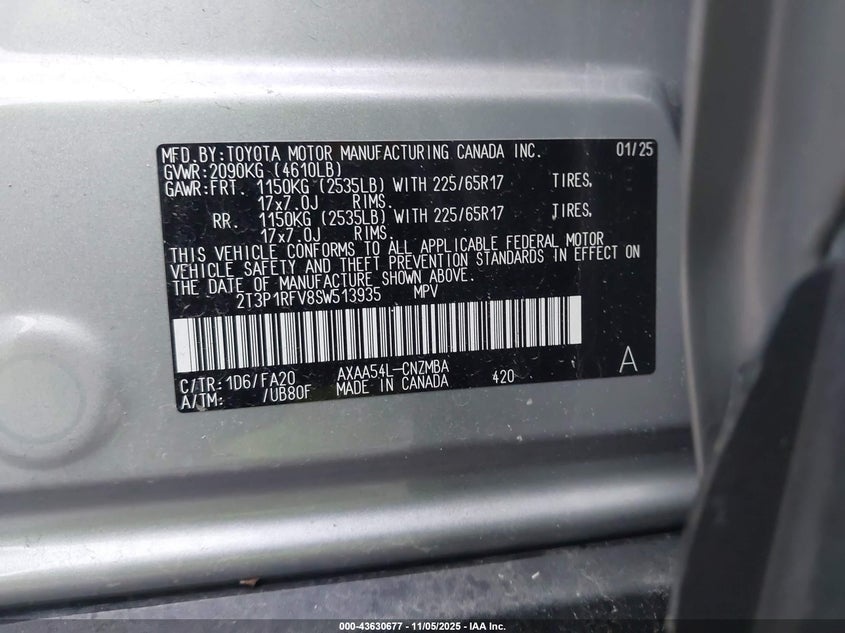 MFD.BY:TOYOTA MOTOR MANUFACTURING CANADA INC. 01/25
GVWR:2090KG (4610LB)
GAWR:FRT. 1150KG (2535LB) WITH 225/65R17 TIRES,
17x7.0J RIMS.
RR. 1150KG (2535LB) WITH 225/65R17 TIRES,
17x7.0J RIMS.
THIS VEHICLE CONFORMS TO ALL APPLICABLE FEDERAL MOTOR
VEHICLE SAFETY AND THEFT PREVENTION STANDARDS IN EFFECT ON
THE DATE OF MANUFACTURE SHOWN ABOVE.
2T3P1RFV8SW513935 MPV
C/TR:1D6/FA20 AXAA54L-CNZMBA
A/TM: /UB80F MADE IN CANADA 420 A
000-43630677 - 11/05/2025 - IAA Inc.